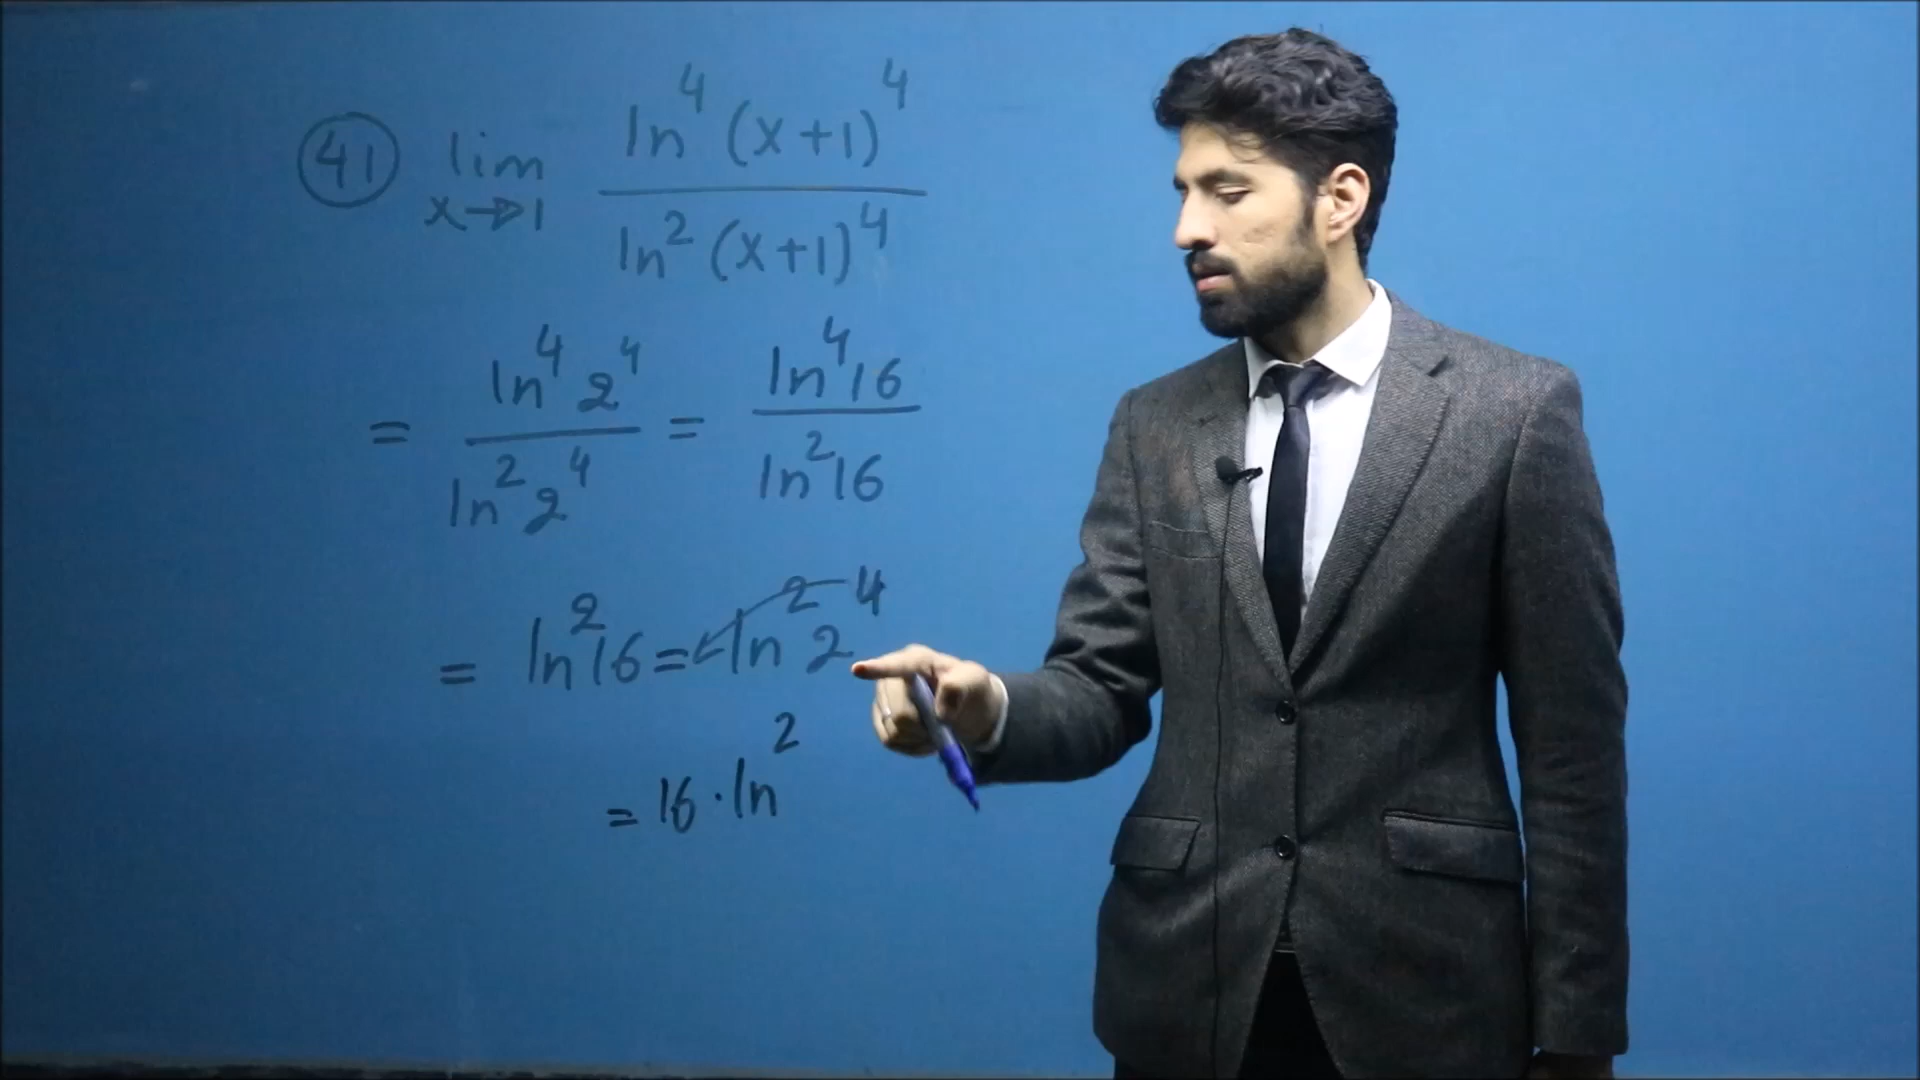 41 lim x→1 ln⁴(x+1)⁴ / ln²(x+1)⁴
= ln⁴2⁴ / ln²2⁴ = ln⁴16 / ln²16
= ln²16 = ln²2⁴
= 16 · ln²